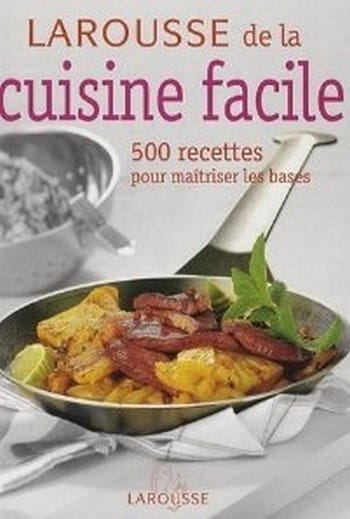 LAROUSSE de la
cuisine facile
500 recettes
pour maîtriser les bases
LAROUSSE